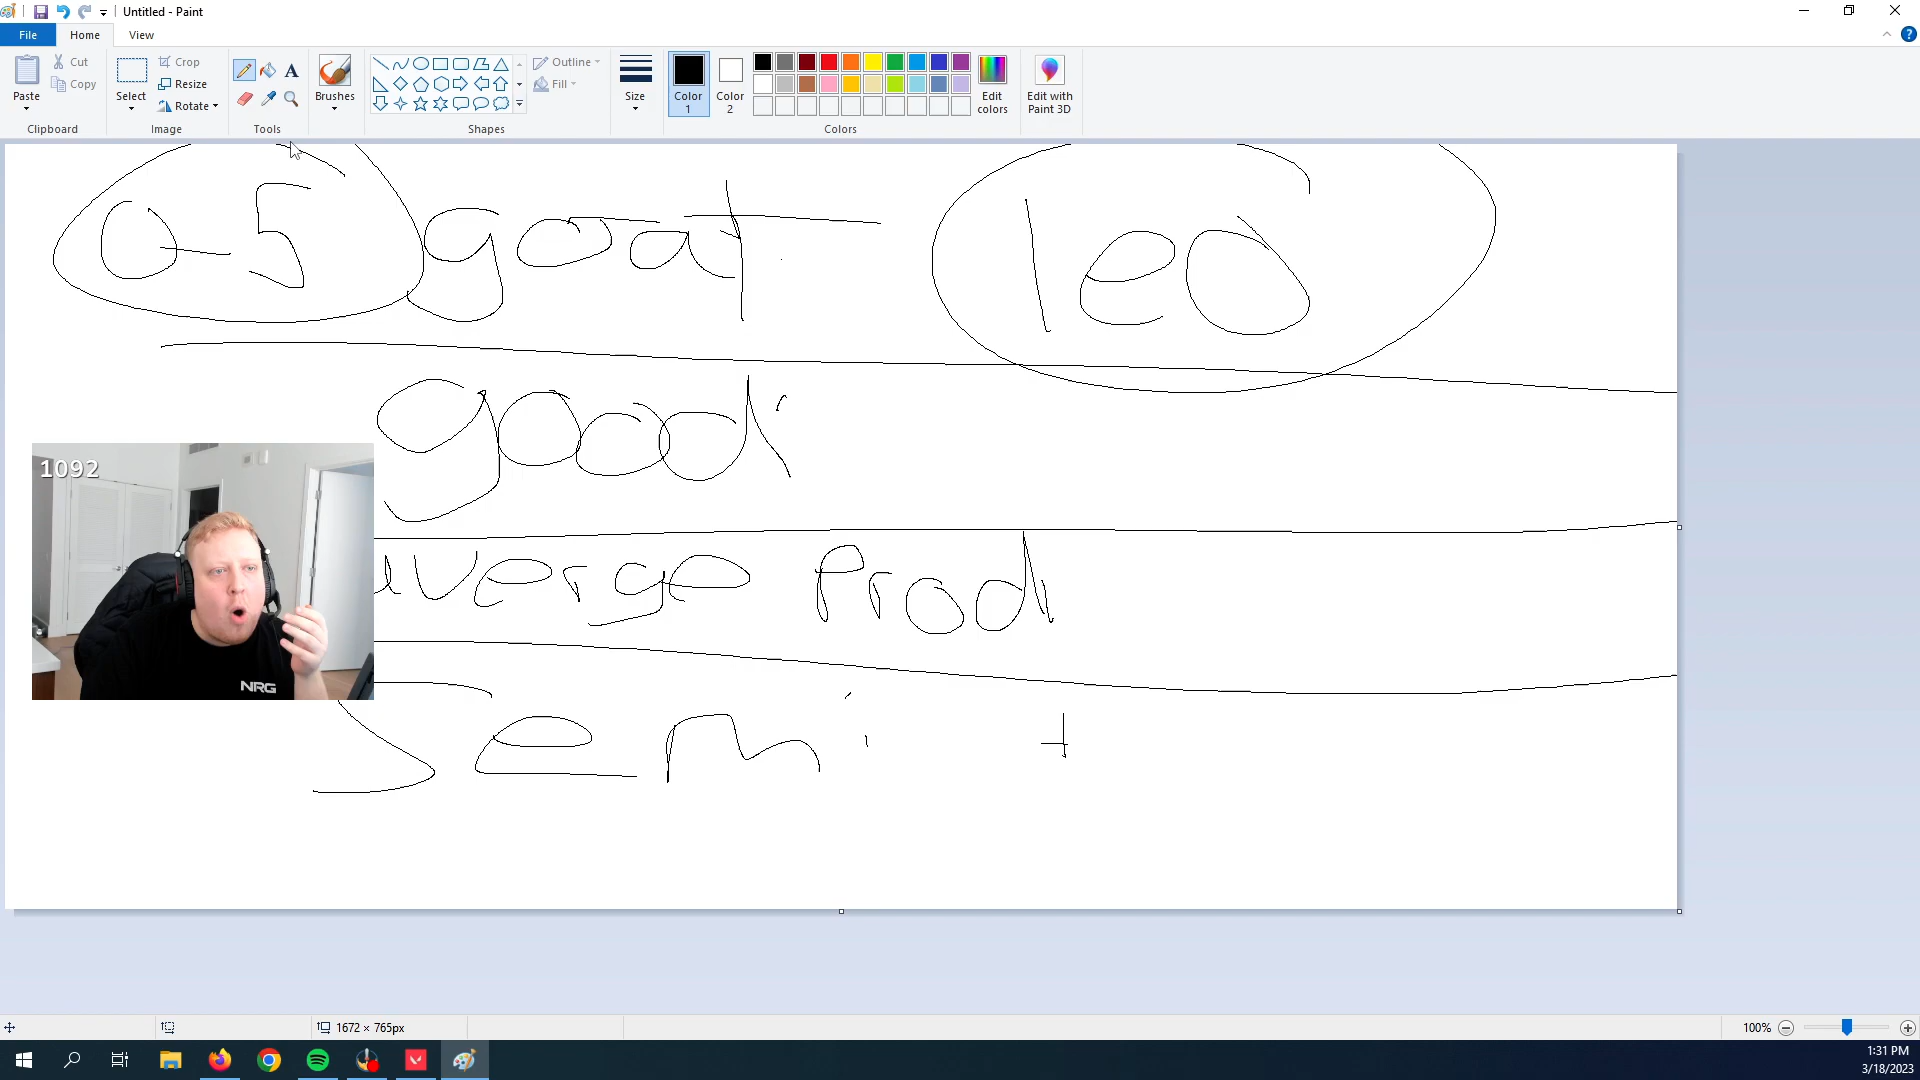 Untitled - Paint
File Home View
Paste
Cut
Copy
Clipboard
Select
Crop
Resize
Rotate
Image
Tools
Brushes
Outline
Fill
Shapes
Size
Color 1
Color 2
Edit colors
Colors
Edit with Paint 3D
0-5 goat leo
good
1092
averge Prod
NRG
Semi t
1672 × 765px
100%
1:31 PM
3/18/2023